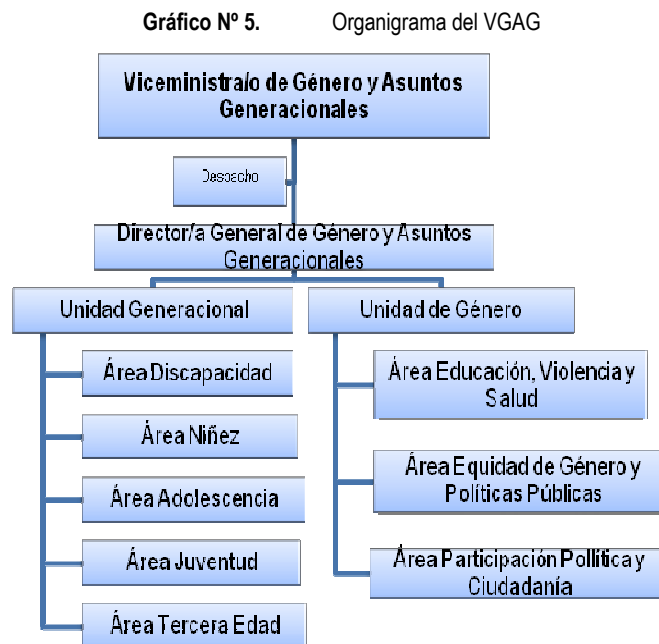 Gráfico Nº 5. Organigrama del VGAG
Viceministra/o de Género y Asuntos
Generacionales
Despacho
Director/a General de Género y Asuntos
Generacionales
Unidad Generacional
Unidad de Género
Área Discapacidad
Área Niñez
Área Adolescencia
Área Juventud
Área Tercera Edad
Área Educación, Violencia y
Salud
Área Equidad de Género y
Políticas Públicas
Área Participación Pollítica y
Ciudadanía